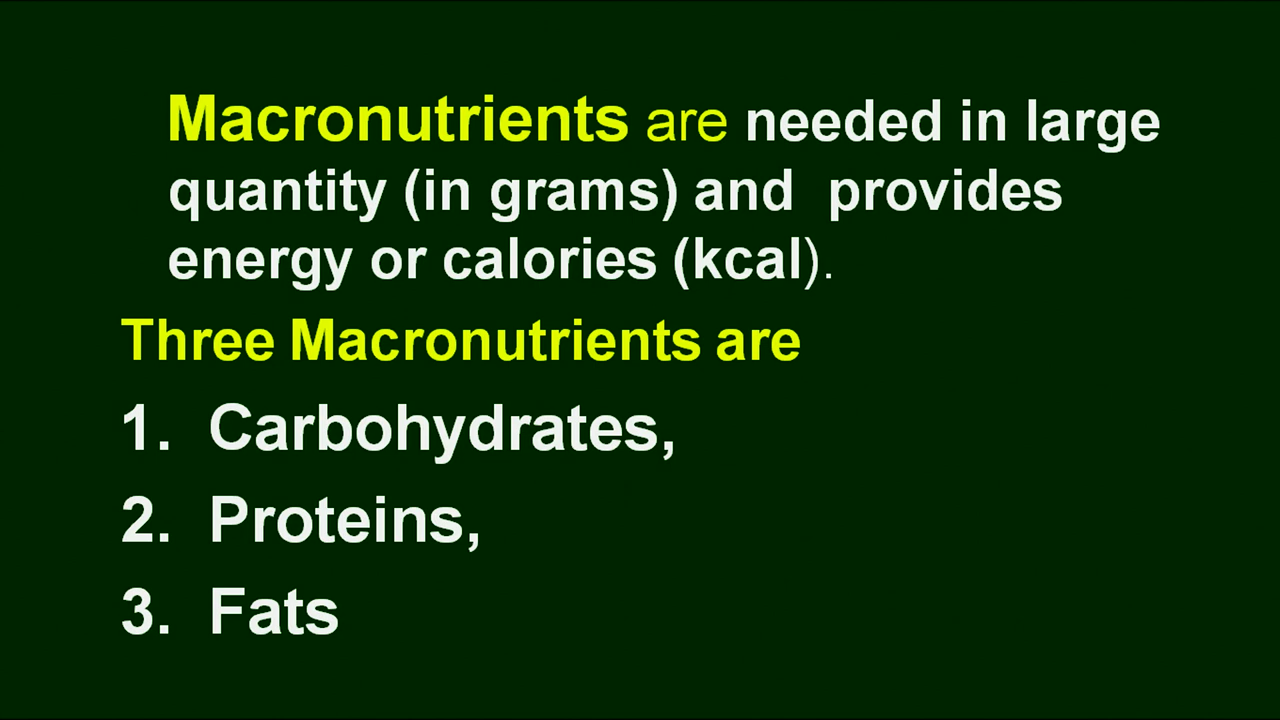 Macronutrients are needed in large
quantity (in grams) and  provides
energy or calories (kcal).
Three Macronutrients are
1.  Carbohydrates,
2.  Proteins,
3.  Fats